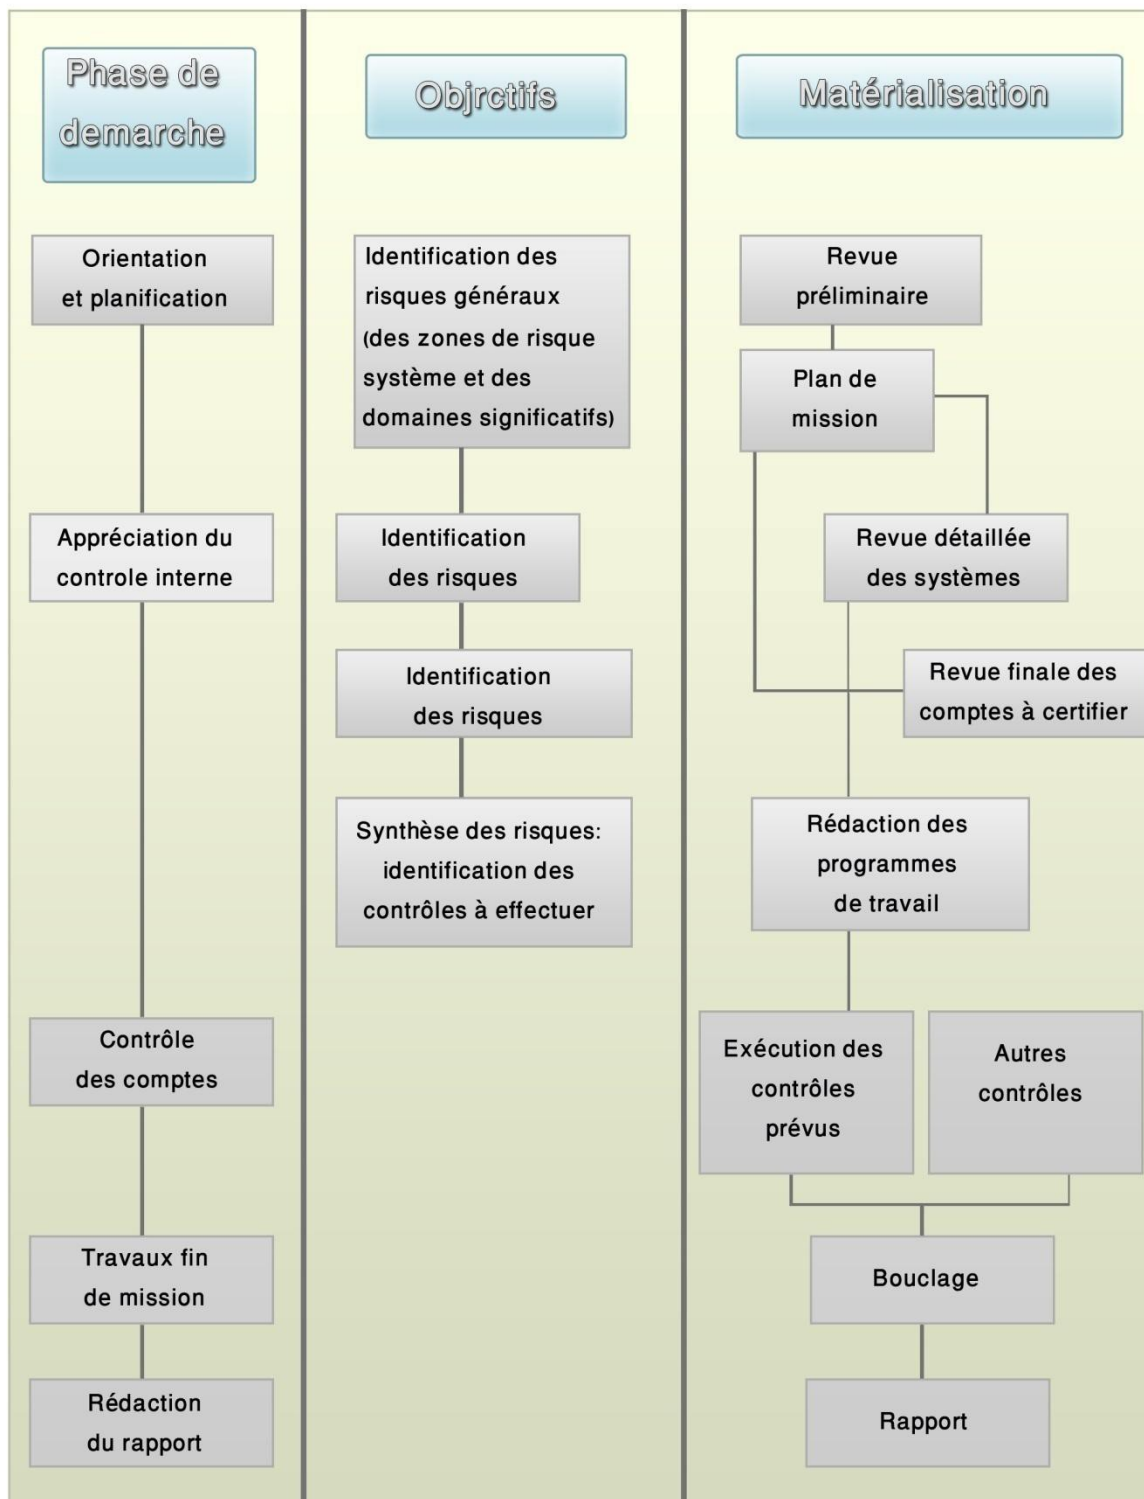 Phase de
demarche
Orientation
et planification
Appréciation du
controle interne
Contrôle
des comptes
Travaux fin
de mission
Rédaction
du rapport
Objrctifs
Identification des
risques généraux
(des zones de risque
système et des
domaines significatifs)
Identification
des risques
Identification
des risques
Synthèse des risques:
identification des
contrôles à effectuer
Matérialisation
Revue
préliminaire
Plan de
mission
Revue détaillée
des systèmes
Revue finale des
comptes à certifier
Rédaction des
programmes
de travail
Exécution des
contrôles
prévus
Autres
contrôles
Bouclage
Rapport